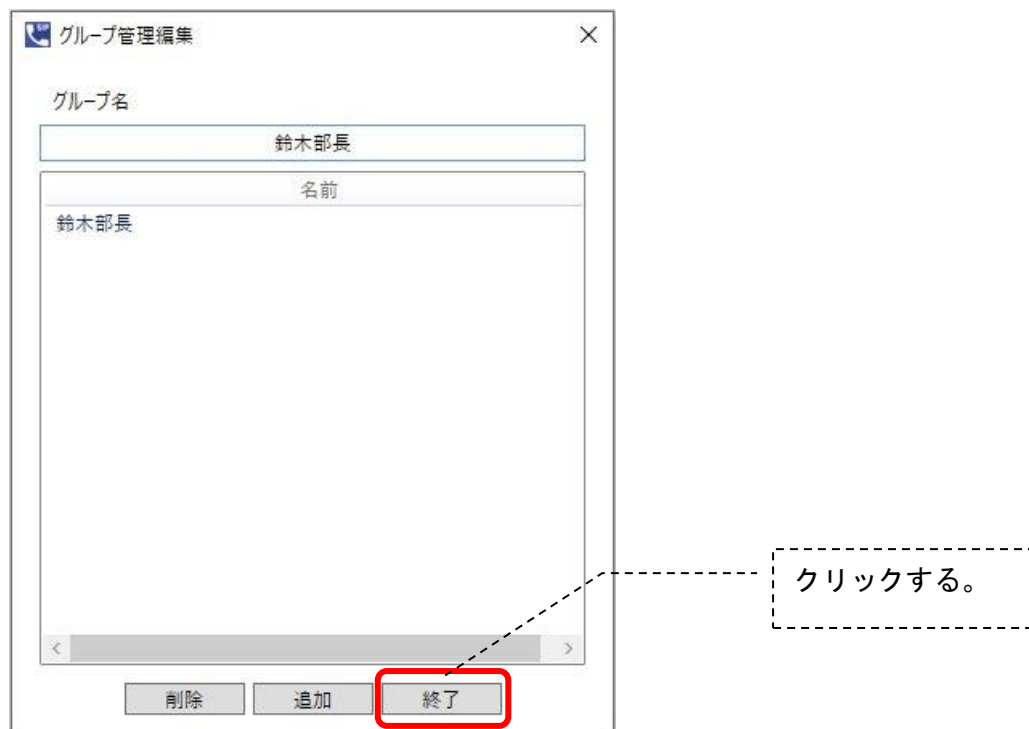 グループ管理編集
グループ名
鈴木部長
名前
鈴木部長
クリックする。
削除 追加 終了